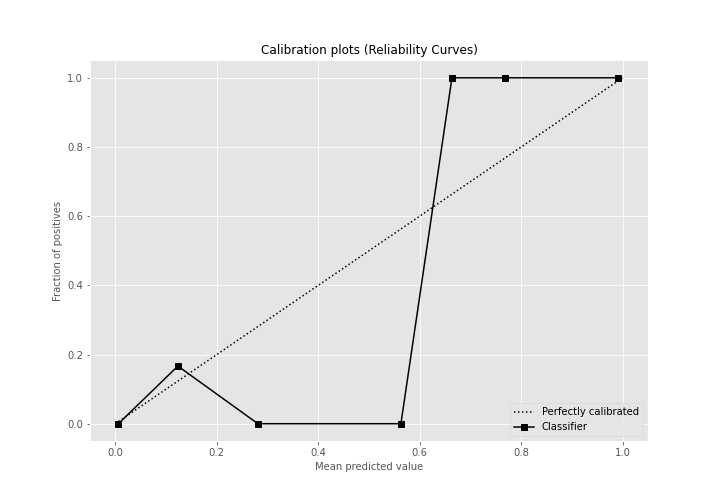 Calibration plots (Reliability Curves)
Fraction of positives
1.0
0.8
0.6
0.4
0.2
0.0
0.0 0.2 0.4 0.6 0.8 1.0
Mean predicted value
Perfectly calibrated
Classifier